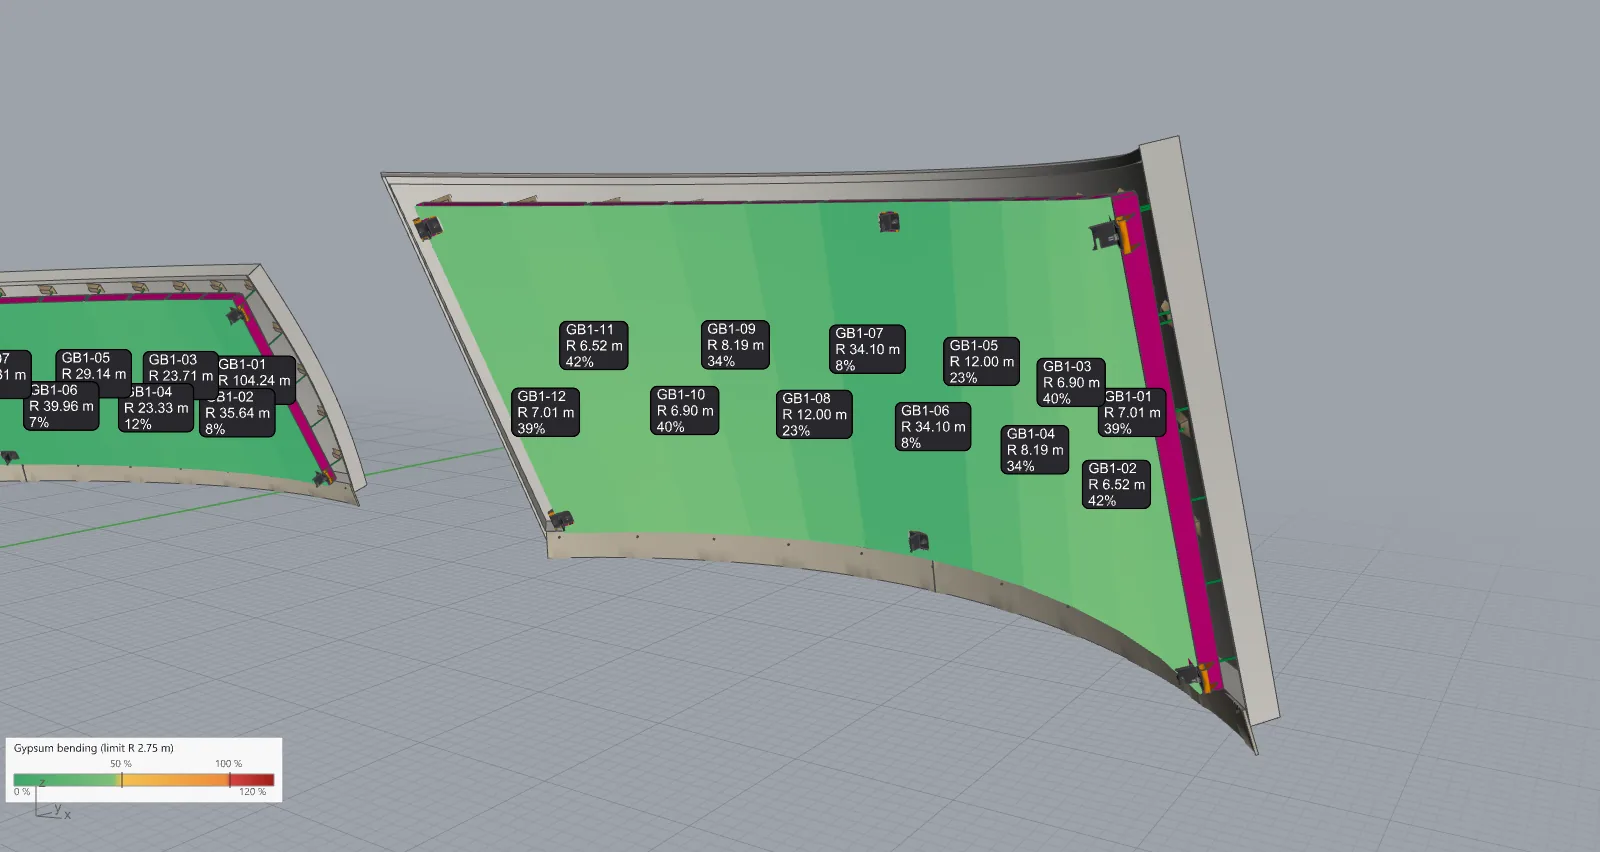 GB1-11
R 6.52 m
42%
GB1-09
R 8.19 m
34%
GB1-07
R 34.10 m
8%
GB1-05
R 12.00 m
23%
GB1-03
R 6.90 m
40%
GB1-01
R 7.01 m
39%
GB1-12
R 7.01 m
39%
GB1-10
R 6.90 m
40%
GB1-08
R 12.00 m
23%
GB1-06
R 34.10 m
8%
GB1-04
R 8.19 m
34%
GB1-02
R 6.52 m
42%
GB1-05
R 29.14 m
GB1-03
R 23.71 m
GB1-01
R 104.24 m
GB1-06
R 39.96 m
7%
-04
R 23.33 m
12%
-02
R 35.64 m
8%
Gypsum bending (limit R 2.75 m)
50 %
100 %
0 %
120 %
z
y
x